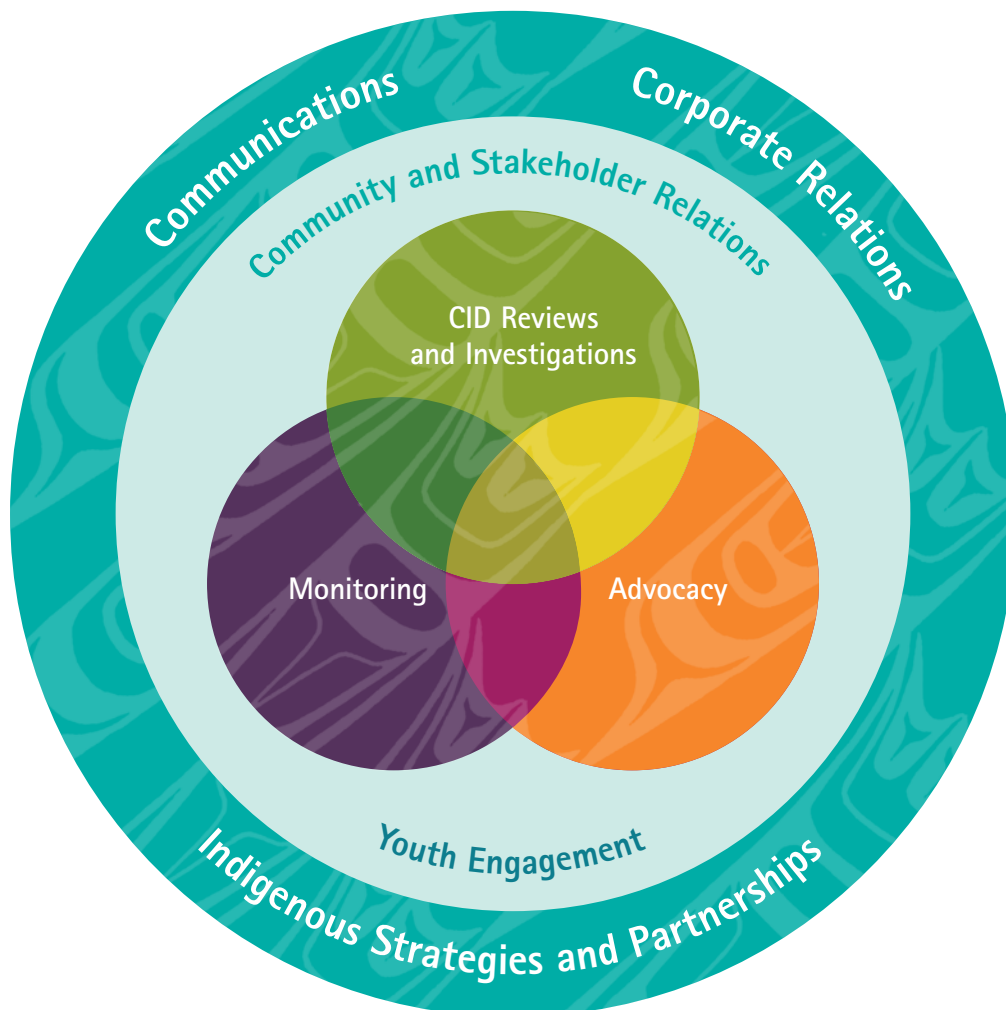 Communications
Corporate Relations
Community and Stakeholder Relations
CID Reviews
and Investigations
Monitoring
Advocacy
Youth Engagement
Indigenous Strategies and Partnerships